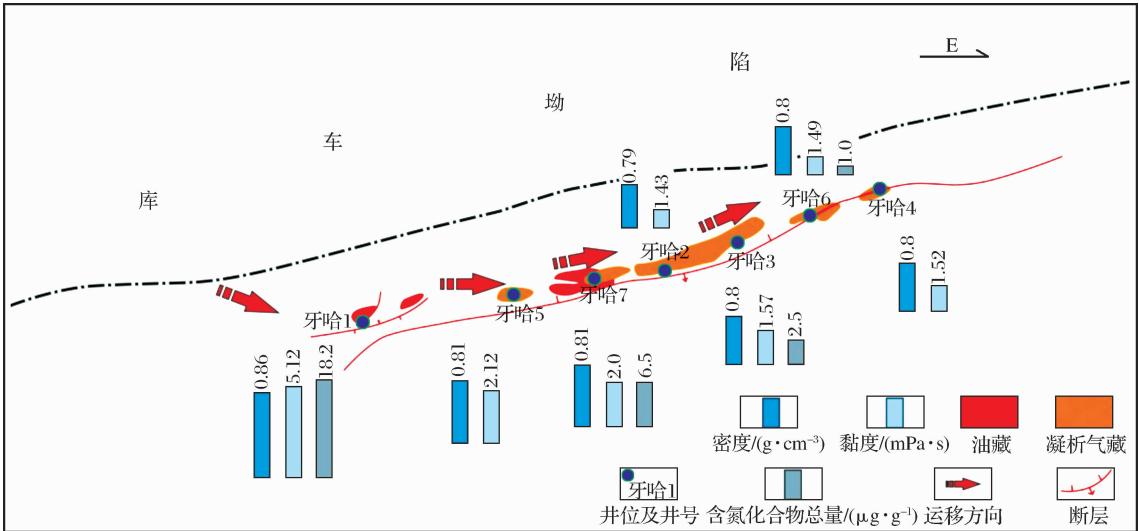 E
陷
坳
车
库
0.8
1.49
1.0
0.79
1.43
牙哈6
牙哈4
牙哈2
牙哈3
牙哈7
牙哈5
牙哈1
0.8
1.52
0.8
1.57
2.5
0.81
2.0
6.5
0.81
2.12
0.86
5.12
18.2
密度/(g·cm⁻³)
黏度/(mPa·s)
油藏
凝析气藏
牙哈1
井位及井号
含氮化合物总量/(μg·g⁻¹)
运移方向
断层